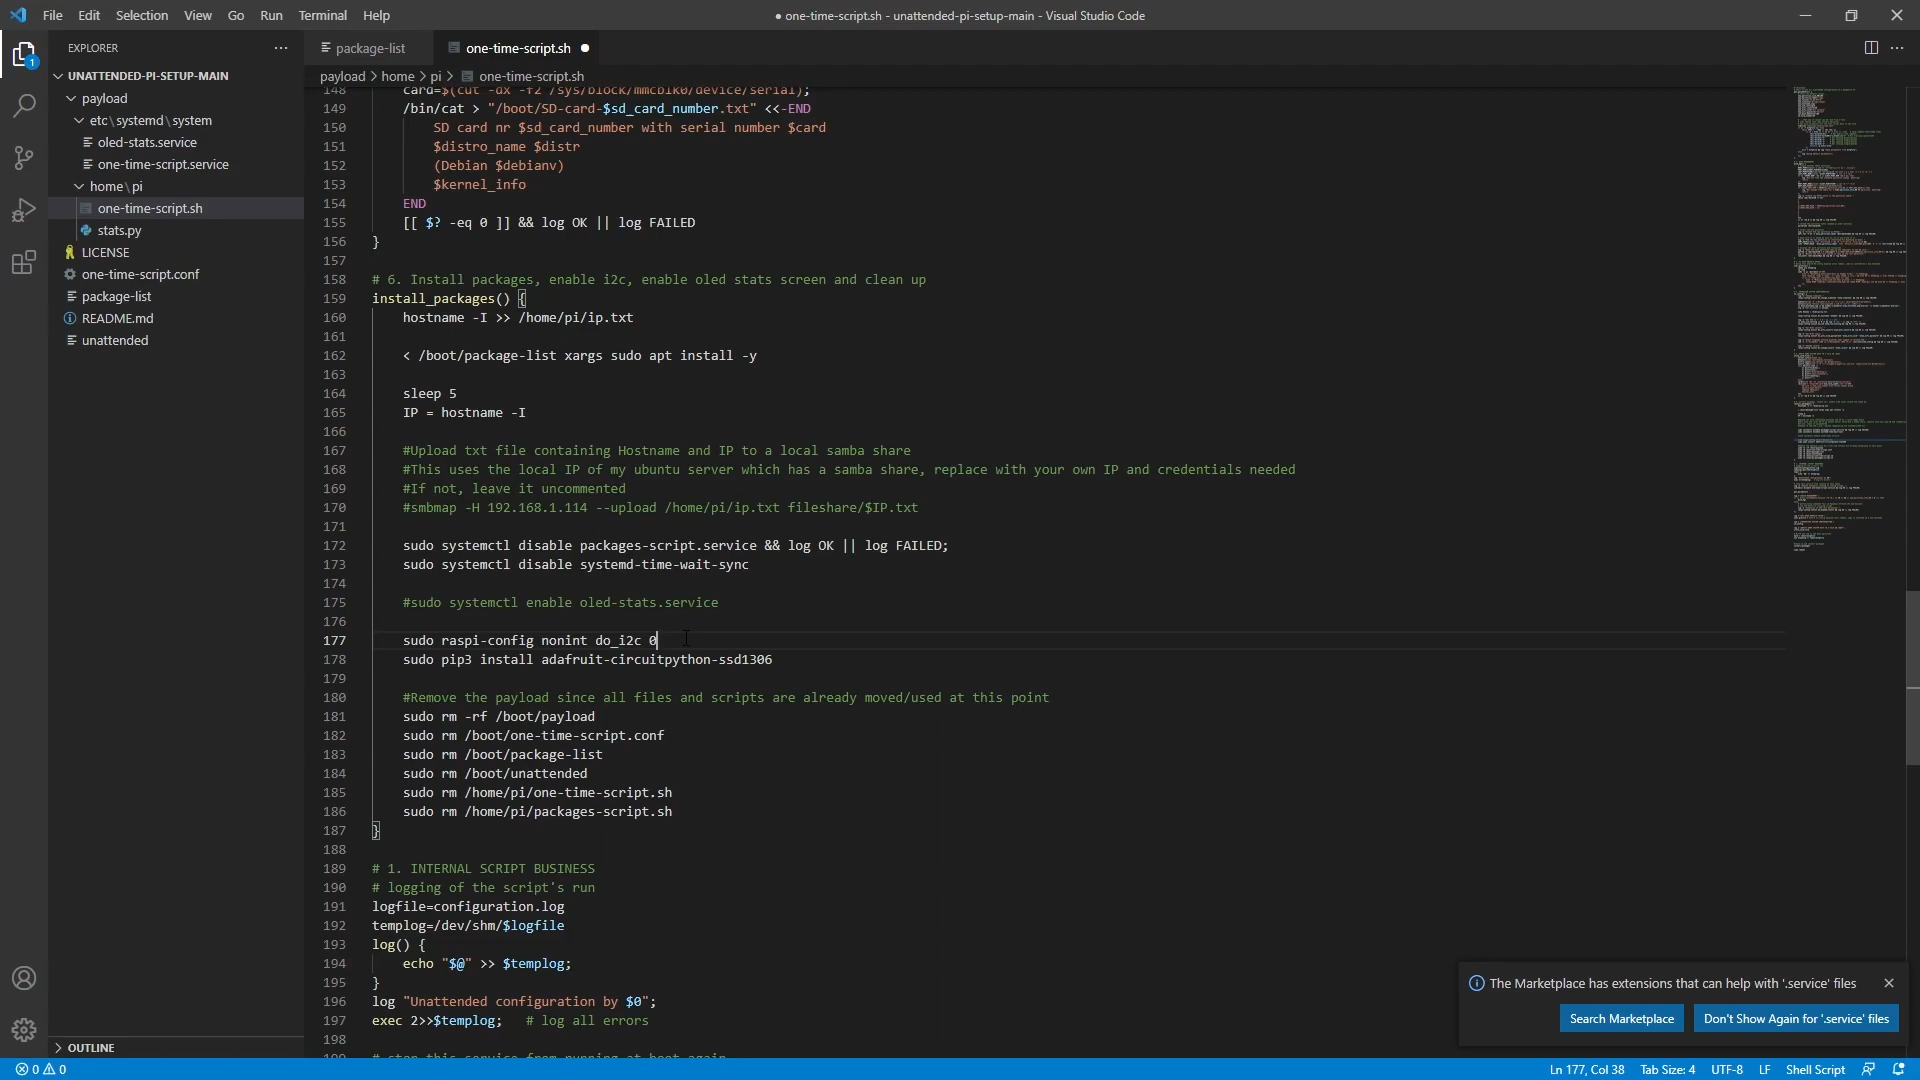 File Edit Selection View Go Run Terminal Help
● one-time-script.sh - unattended-pi-setup-main - Visual Studio Code
EXPLORER
1
UNATTENDED-PI-SETUP-MAIN
payload
etc\systemd\system
oled-stats.service
one-time-script.service
home\pi
one-time-script.sh
stats.py
LICENSE
one-time-script.conf
package-list
README.md
unattended
OUTLINE
package-list
one-time-script.sh
payload > home > pi > one-time-script.sh
148 card=$(cut -dx -f2 /sys/block/mmcblk0/device/serial);
149 /bin/cat > "/boot/SD-card-$sd_card_number.txt" <<-END
150 SD card nr $sd_card_number with serial number $card
151 $distro_name $distr
152 (Debian $debianv)
153 $kernel_info
154 END
155 [[ $? -eq 0 ]] && log OK || log FAILED
156 }
157
158 # 6. Install packages, enable i2c, enable oled stats screen and clean up
159 install_packages() {
160 hostname -I >> /home/pi/ip.txt
161
162 < /boot/package-list xargs sudo apt install -y
163
164 sleep 5
165 IP = hostname -I
166
167 #Upload txt file containing Hostname and IP to a local samba share
168 #This uses the local IP of my ubuntu server which has a samba share, replace with your own IP and credentials needed
169 #If not, leave it uncommented
170 #smbmap -H 192.168.1.114 --upload /home/pi/ip.txt fileshare/$IP.txt
171
172 sudo systemctl disable packages-script.service && log OK || log FAILED;
173 sudo systemctl disable systemd-time-wait-sync
174
175 #sudo systemctl enable oled-stats.service
176
177 sudo raspi-config nonint do_i2c 0
178 sudo pip3 install adafruit-circuitpython-ssd1306
179
180 #Remove the payload since all files and scripts are already moved/used at this point
181 sudo rm -rf /boot/payload
182 sudo rm /boot/one-time-script.conf
183 sudo rm /boot/package-list
184 sudo rm /boot/unattended
185 sudo rm /home/pi/one-time-script.sh
186 sudo rm /home/pi/packages-script.sh
187 }
188
189 # 1. INTERNAL SCRIPT BUSINESS
190 # logging of the script's run
191 logfile=configuration.log
192 templog=/dev/shm/$logfile
193 log() {
194 echo "$@" >> $templog;
195 }
196 log "Unattended configuration by $0";
197 exec 2>>$templog; # log all errors
198
199 # stop this service from running at boot again
The Marketplace has extensions that can help with '.service' files
Search Marketplace
Don't Show Again for '.service' files
0 0
Ln 177, Col 38 Tab Size: 4 UTF-8 LF Shell Script